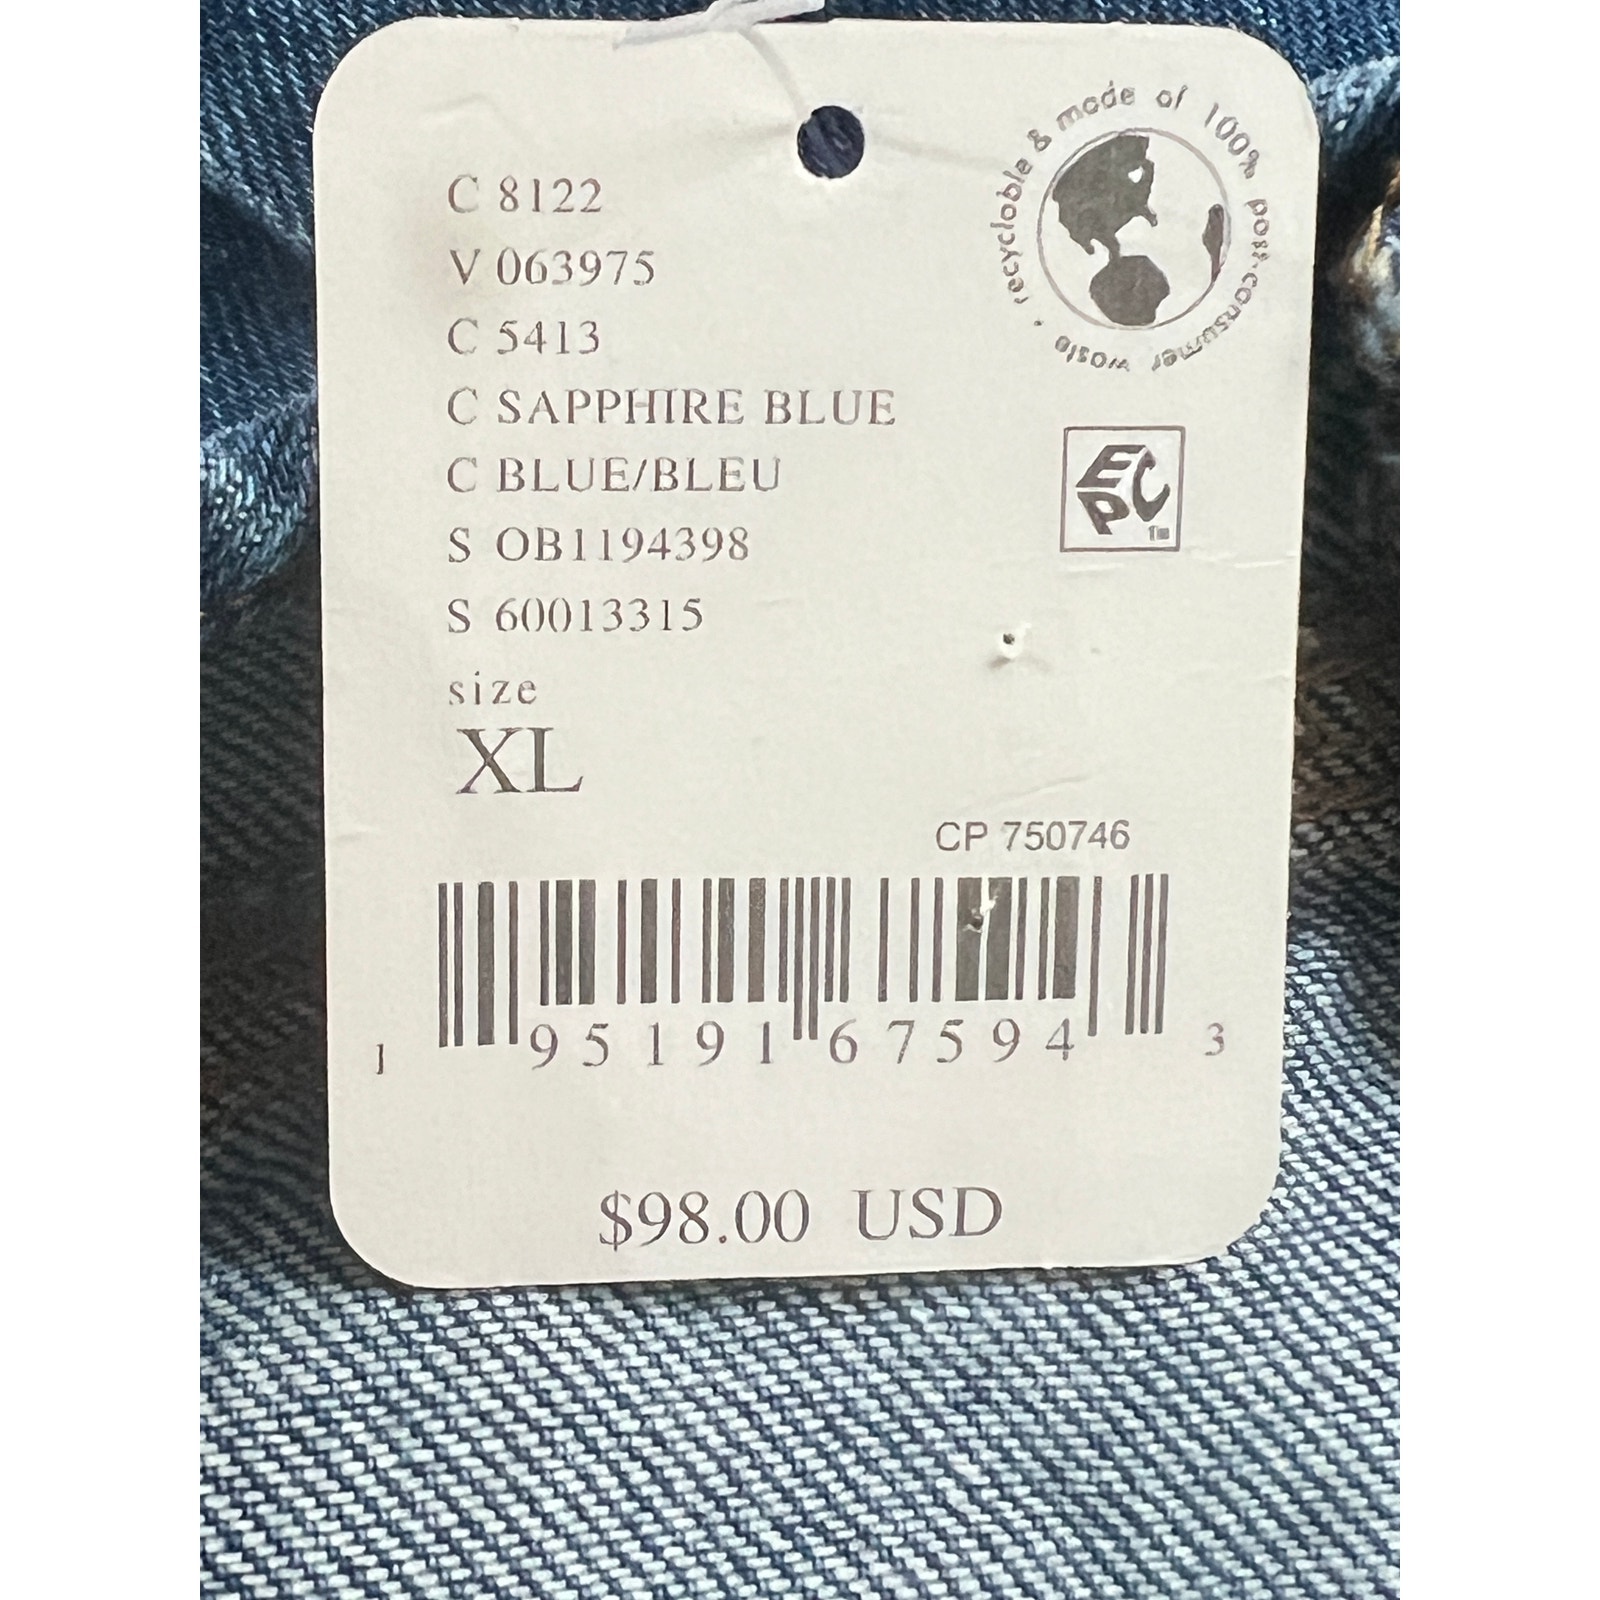 recyclable & made of 100% post-consumer waste •
C 8122
V 063975
C 5413
C SAPPHIRE BLUE
C BLUE/BLEU
EPC™
S OB1194398
S 60013315
size
XL
CP 750746
1 95191 67594 3
$98.00 USD